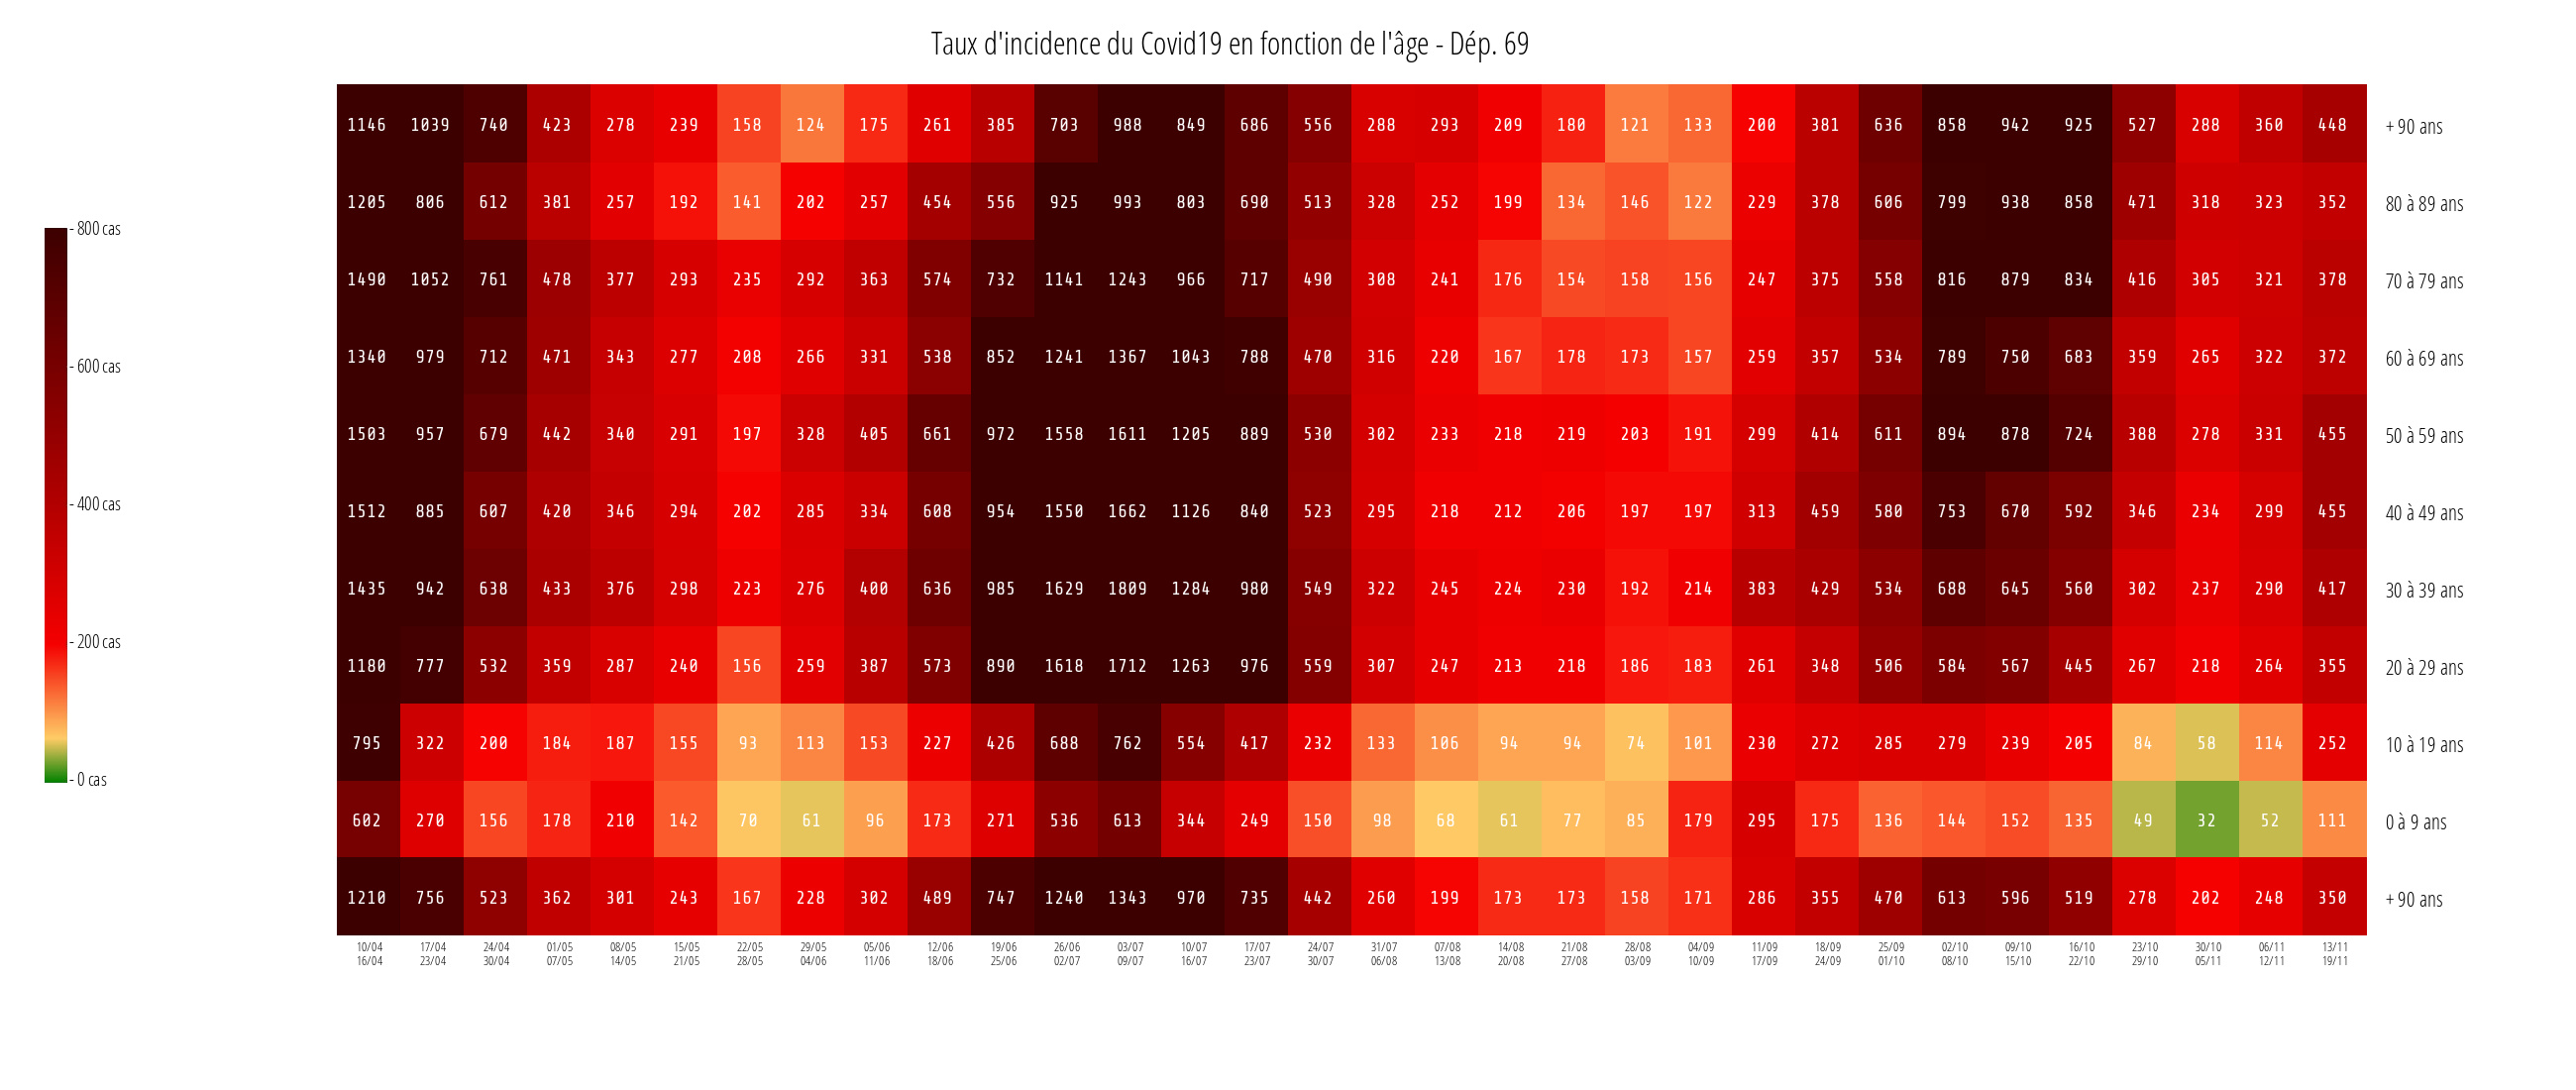 Taux d'incidence du Covid19 en fonction de l'âge - Dép. 69
- 800 cas
- 600 cas
- 400 cas
- 200 cas
- 0 cas
1146 1039 740 423 278 239 158 124 175 261 385 703 988 849 686 556 288 293 209 180 121 133 200 381 636 858 942 925 527 288 360 448 + 90 ans
1205 806 612 381 257 192 141 202 257 454 556 925 993 803 690 513 328 252 199 134 146 122 229 378 606 799 938 858 471 318 323 352 80 à 89 ans
1490 1052 761 478 377 293 235 292 363 574 732 1141 1243 966 717 490 308 241 176 154 158 156 247 375 558 816 879 834 416 305 321 378 70 à 79 ans
1340 979 712 471 343 277 208 266 331 538 852 1241 1367 1043 788 470 316 220 167 178 173 157 259 357 534 789 750 683 359 265 322 372 60 à 69 ans
1503 957 679 442 340 291 197 328 405 661 972 1558 1611 1205 889 530 302 233 218 219 203 191 299 414 611 894 878 724 388 278 331 455 50 à 59 ans
1512 885 607 420 346 294 202 285 334 608 954 1550 1662 1126 840 523 295 218 212 206 197 197 313 459 580 753 670 592 346 234 299 455 40 à 49 ans
1435 942 638 433 376 298 223 276 400 636 985 1629 1809 1284 980 549 322 245 224 230 192 214 383 429 534 688 645 560 302 237 290 417 30 à 39 ans
1180 777 532 359 287 240 156 259 387 573 890 1618 1712 1263 976 559 307 247 213 218 186 183 261 348 506 584 567 445 267 218 264 355 20 à 29 ans
795 322 200 184 187 155 93 113 153 227 426 688 762 554 417 232 133 106 94 94 74 101 230 272 285 279 239 205 84 58 114 252 10 à 19 ans
602 270 156 178 210 142 70 61 96 173 271 536 613 344 249 150 98 68 61 77 85 179 295 175 136 144 152 135 49 32 52 111 0 à 9 ans
1210 756 523 362 301 243 167 228 302 489 747 1240 1343 970 735 442 260 199 173 173 158 171 286 355 470 613 596 519 278 202 248 350 + 90 ans
10/04 17/04 24/04 01/05 08/05 15/05 22/05 29/05 05/06 12/06 19/06 26/06 03/07 10/07 17/07 24/07 31/07 07/08 14/08 21/08 28/08 04/09 11/09 18/09 25/09 02/10 09/10 16/10 23/10 30/10 06/11 13/11
16/04 23/04 30/04 07/05 14/05 21/05 28/05 04/06 11/06 18/06 25/06 02/07 09/07 16/07 23/07 30/07 06/08 13/08 20/08 27/08 03/09 10/09 17/09 24/09 01/10 08/10 15/10 22/10 29/10 05/11 12/11 19/11